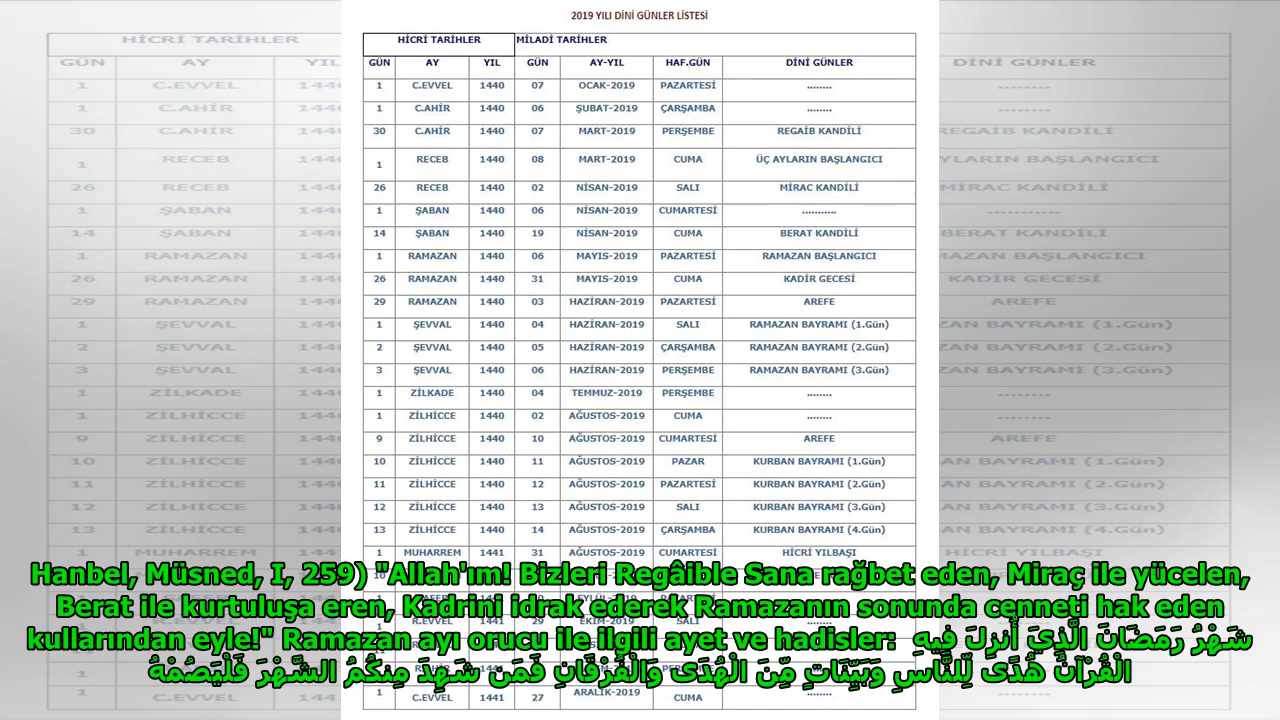 2019 YILI DİNİ GÜNLER LİSTESİ
HİCRİ TARİHLER MİLADİ TARİHLER
GÜN AY YIL GÜN AY-YIL HAF.GÜN DİNİ GÜNLER
1 C.EVVEL 1440 07 OCAK-2019 PAZARTESİ ........
1 C.AHİR 1440 06 ŞUBAT-2019 ÇARŞAMBA ........
30 C.AHİR 1440 07 MART-2019 PERŞEMBE REGAİB KANDİLİ
1 RECEB 1440 08 MART-2019 CUMA ÜÇ AYLARIN BAŞLANGICI
26 RECEB 1440 02 NİSAN-2019 SALI MİRAC KANDİLİ
1 ŞABAN 1440 06 NİSAN-2019 CUMARTESİ ...........
14 ŞABAN 1440 19 NİSAN-2019 CUMA BERAT KANDİLİ
1 RAMAZAN 1440 06 MAYIS-2019 PAZARTESİ RAMAZAN BAŞLANGICI
26 RAMAZAN 1440 31 MAYIS-2019 CUMA KADİR GECESİ
29 RAMAZAN 1440 03 HAZİRAN-2019 PAZARTESİ AREFE
1 ŞEVVAL 1440 04 HAZİRAN-2019 SALI RAMAZAN BAYRAMI (1.Gün)
2 ŞEVVAL 1440 05 HAZİRAN-2019 ÇARŞAMBA RAMAZAN BAYRAMI (2.Gün)
3 ŞEVVAL 1440 06 HAZİRAN-2019 PERŞEMBE RAMAZAN BAYRAMI (3.Gün)
1 ZİLKADE 1440 04 TEMMUZ-2019 PERŞEMBE ........
1 ZİLHİCCE 1440 02 AĞUSTOS-2019 CUMA ........
9 ZİLHİCCE 1440 10 AĞUSTOS-2019 CUMARTESİ AREFE
10 ZİLHİCCE 1440 11 AĞUSTOS-2019 PAZAR KURBAN BAYRAMI (1.Gün)
11 ZİLHİCCE 1440 12 AĞUSTOS-2019 PAZARTESİ KURBAN BAYRAMI (2.Gün)
12 ZİLHİCCE 1440 13 AĞUSTOS-2019 SALI KURBAN BAYRAMI (3.Gün)
13 ZİLHİCCE 1440 14 AĞUSTOS-2019 ÇARŞAMBA KURBAN BAYRAMI (4.Gün)
1 MUHARREM 1441 31 AĞUSTOS-2019 CUMARTESİ HİCRİ YILBAŞI
Hanbel, Müsned, I, 259) "Allah'ım! Bizleri Regâible Sana rağbet eden, Miraç ile yücelen,
Berat ile kurtuluşa eren, Kadrini idrak ederek Ramazanın sonunda cenneti hak eden
kullarından eyle!" Ramazan ayı orucu ile ilgili ayet ve hadisler: شَهْرُ رَمَضَانَ الَّذِيَ أُنزِلَ فِيهِ
الْقُرْآنُ هُدًى لِّلنَّاسِ وَبَيِّنَاتٍ مِّنَ الْهُدَى وَالْفُرْقَانِ فَمَن شَهِدَ مِنكُمُ الشَّهْرَ فَلْيَصُمْهُ
C.EVVEL 1441 27 ARALIK-2019 CUMA ........